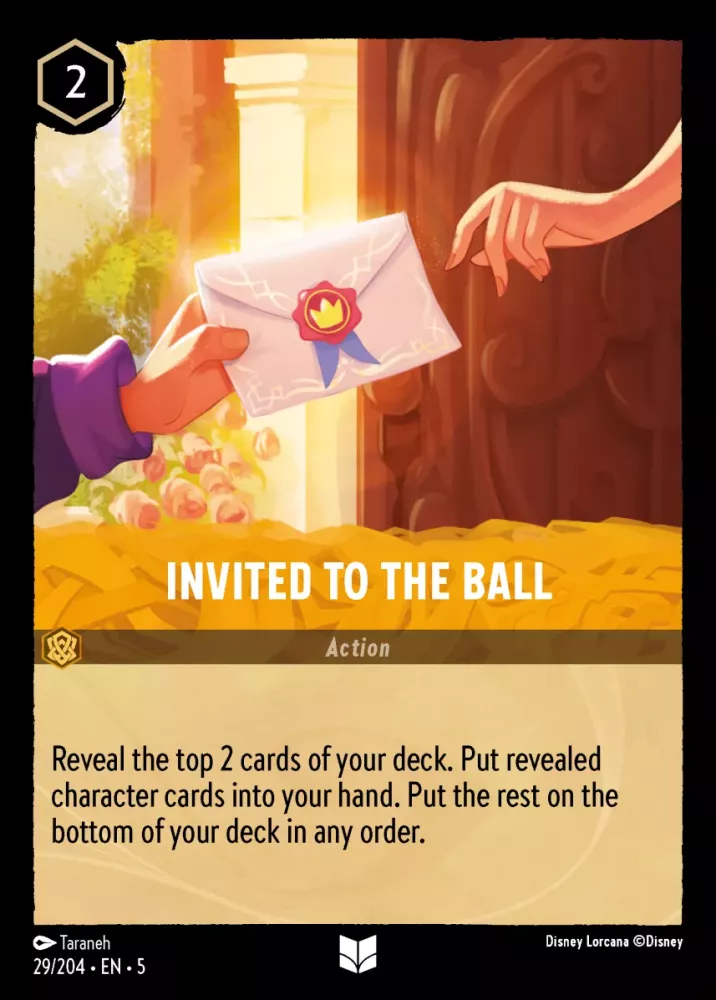 2
INVITED TO THE BALL
Action
Reveal the top 2 cards of your deck. Put revealed
character cards into your hand. Put the rest on the
bottom of your deck in any order.
Taraneh
Disney Lorcana ©Disney
29/204 • EN • 5